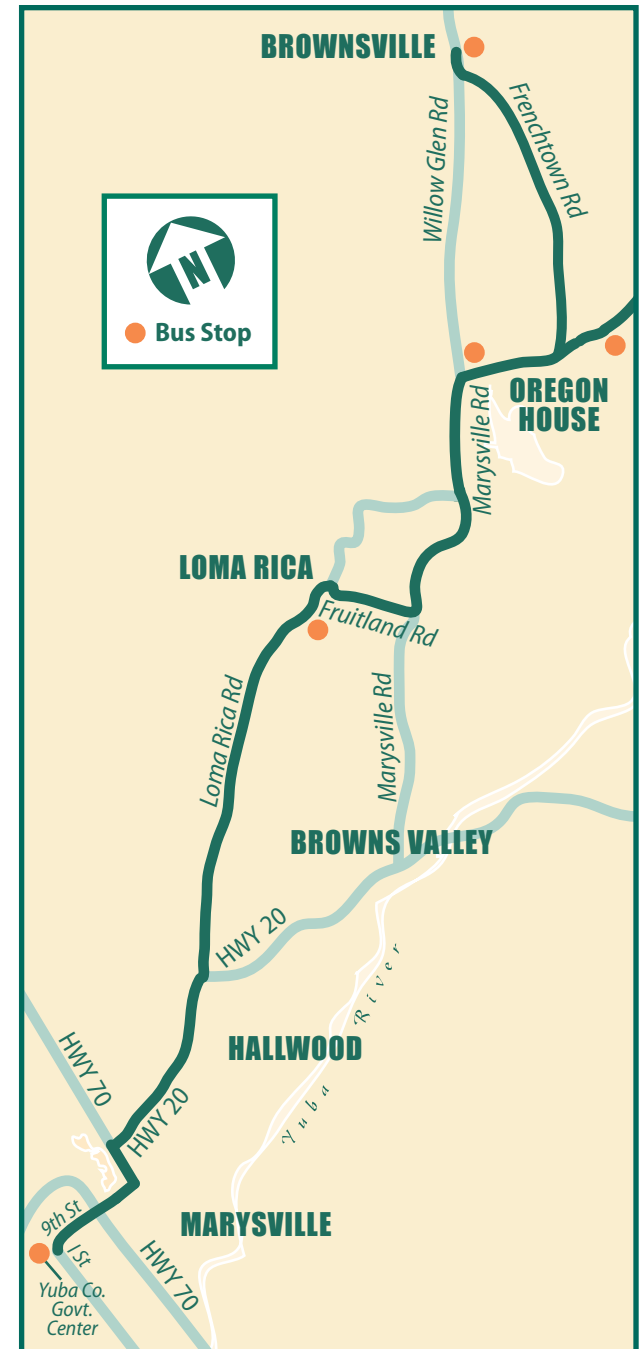 BROWNSVILLE
Willow Glen Rd
Frenchtown Rd
N
Bus Stop
OREGON
HOUSE
Marysville Rd
LOMA RICA
Fruitland Rd
Loma Rica Rd
Marysville Rd
BROWNS VALLEY
HWY 20
Yuba River
HALLWOOD
HWY 70
HWY 20
MARYSVILLE
9th St
J St
HWY 70
Yuba Co.
Govt.
Center